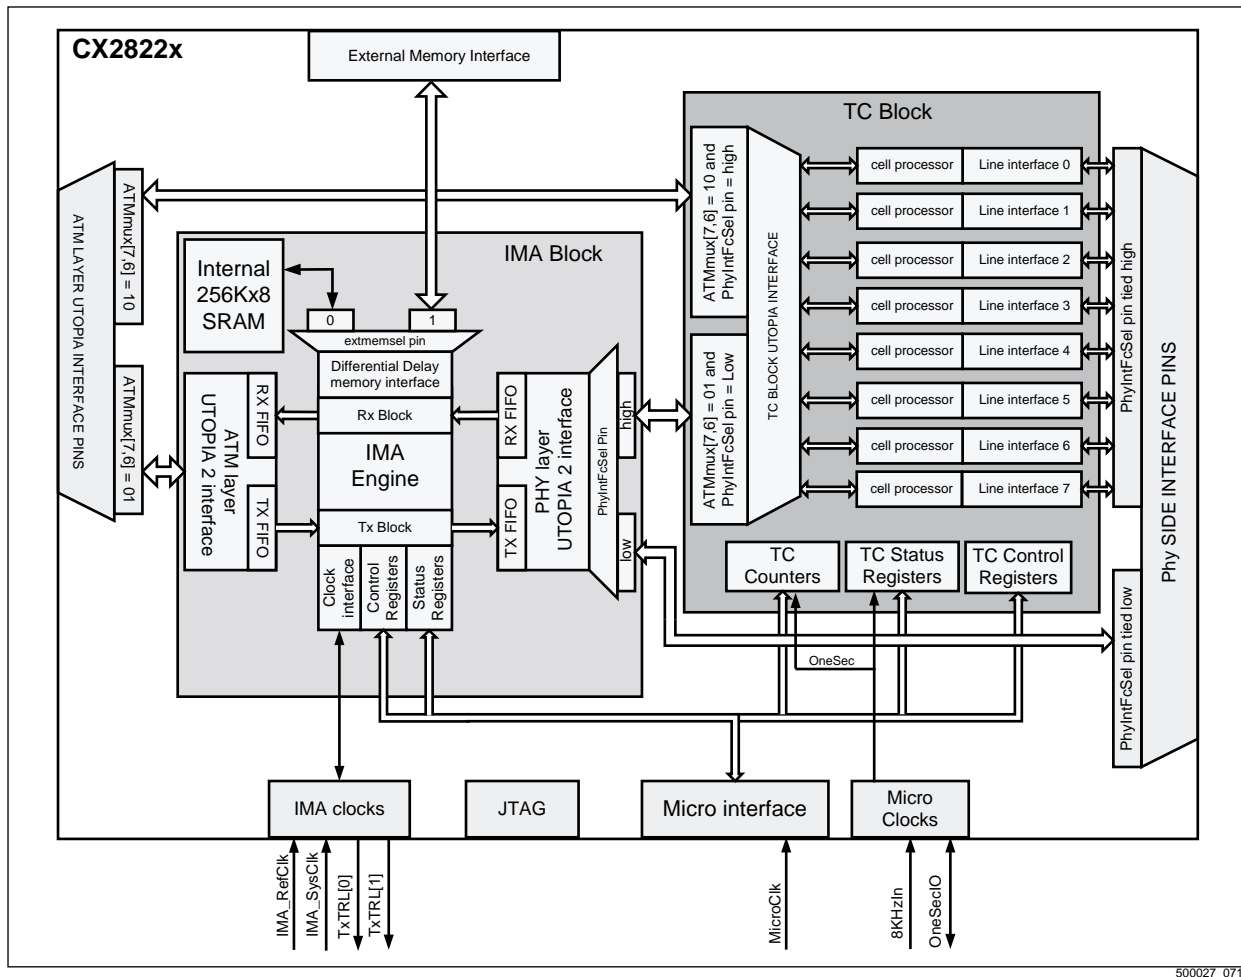 CX2822x
External Memory Interface
TC Block
ATM LAYER UTOPIA INTERFACE PINS
ATMmux[7,6] = 10
ATMmux[7,6] = 01
IMA Block
Internal
256Kx8
SRAM
0
1
extmemsel pin
Differential Delay
memory interface
Rx Block
IMA
Engine
Tx Block
Clock
interface
Control
Registers
Status
Registers
ATM layer
UTOPIA 2 interface
RX FIFO
TX FIFO
RX FIFO
TX FIFO
PHY layer
UTOPIA 2 interface
PhyIntFcSel Pin
high
low
ATMmux[7,6] = 10 and
PhyIntFcSel pin = high
ATMmux[7,6] = 01 and
PhyIntFcSel pin = Low
TC BLOCK UTOPIA INTERFACE
cell processor Line interface 0
cell processor Line interface 1
cell processor Line interface 2
cell processor Line interface 3
cell processor Line interface 4
cell processor Line interface 5
cell processor Line interface 6
cell processor Line interface 7
TC
Counters
TC Status
Registers
TC Control
Registers
OneSec
PhyIntFcSel pin tied high
PhyIntFcSel pin tied low
Phy SIDE INTERFACE PINS
IMA clocks
JTAG
Micro interface
Micro
Clocks
IMA_RefClk
IMA_SysClk
TxTRL[0]
TxTRL[1]
MicroClk
8KHzIn
OneSecIO
500027_071